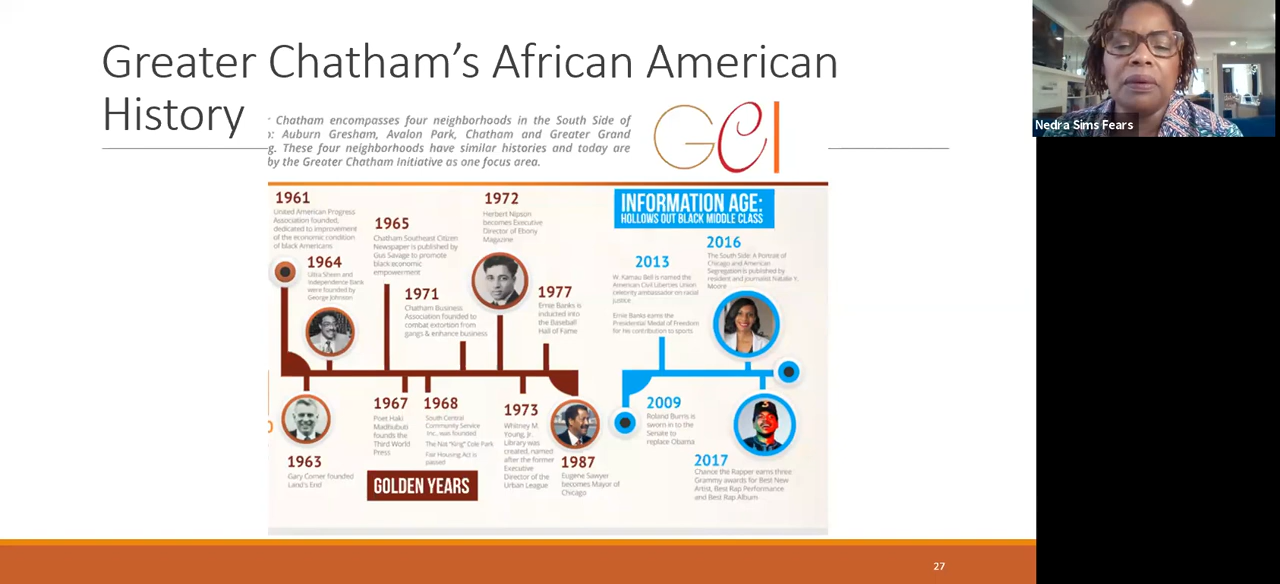 Greater Chatham's African American
History
Chatham encompasses four neighborhoods in the South Side of
: Auburn Gresham, Avalon Park, Chatham and Greater Grand
g. These four neighborhoods have similar histories and today are
by the Greater Chatham Initiative as one focus area.
GCI
Nedra Sims Fears
1961
United American Progress
Association founded,
dedicated to improvement
of the economic condition
of black Americans
1964
Ultra Sheen and
Independence Bank
were founded by
George Johnson
1965
Chatham Southeast Citizen
Newspaper is published by
Gus Savage to promote
black economic
empowerment
1971
Chatham Business
Association founded to
combat extortion from
gangs & enhance business
1972
Herbert Nipson
becomes Executive
Director of Ebony
Magazine
1977
Ernie Banks is
inducted into
the Baseball
Hall of Fame
1963
Gary Comer founded
Land's End
1967
Poet Haki
Madhubuti
founds the
Third World
Press
1968
South Central
Community Service
Inc., was founded
The Nat "King" Cole Park
Fair Housing Act is
passed
1973
Whitney M.
Young, Jr.
Library was
created, named
after the former
Executive
Director of the
Urban League
1987
Eugene Sawyer
becomes Mayor of
Chicago
GOLDEN YEARS
INFORMATION AGE:
HOLLOWS OUT BLACK MIDDLE CLASS
2013
W. Kamau Bell is named the
American Civil Liberties Union
celebrity ambassador on racial
justice
Ernie Banks earns the
Presidential Medal of Freedom
for his contribution to sports
2016
The South Side: A Portrait of
Chicago and American
Segregation is published by
resident and journalist Natalie Y.
Moore
2009
Roland Burris is
sworn in to the
Senate to
replace Obama
2017
Chance the Rapper earns three
Grammy awards for Best New
Artist, Best Rap Performance
and Best Rap Album
27